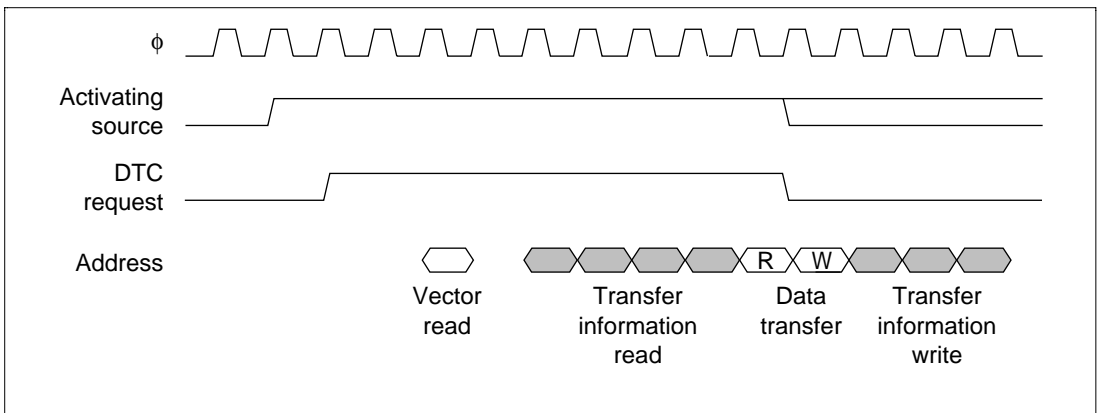 ϕ
Activating
source
DTC
request
Address
R W
Vector
read
Transfer
information
read
Data
transfer
Transfer
information
write